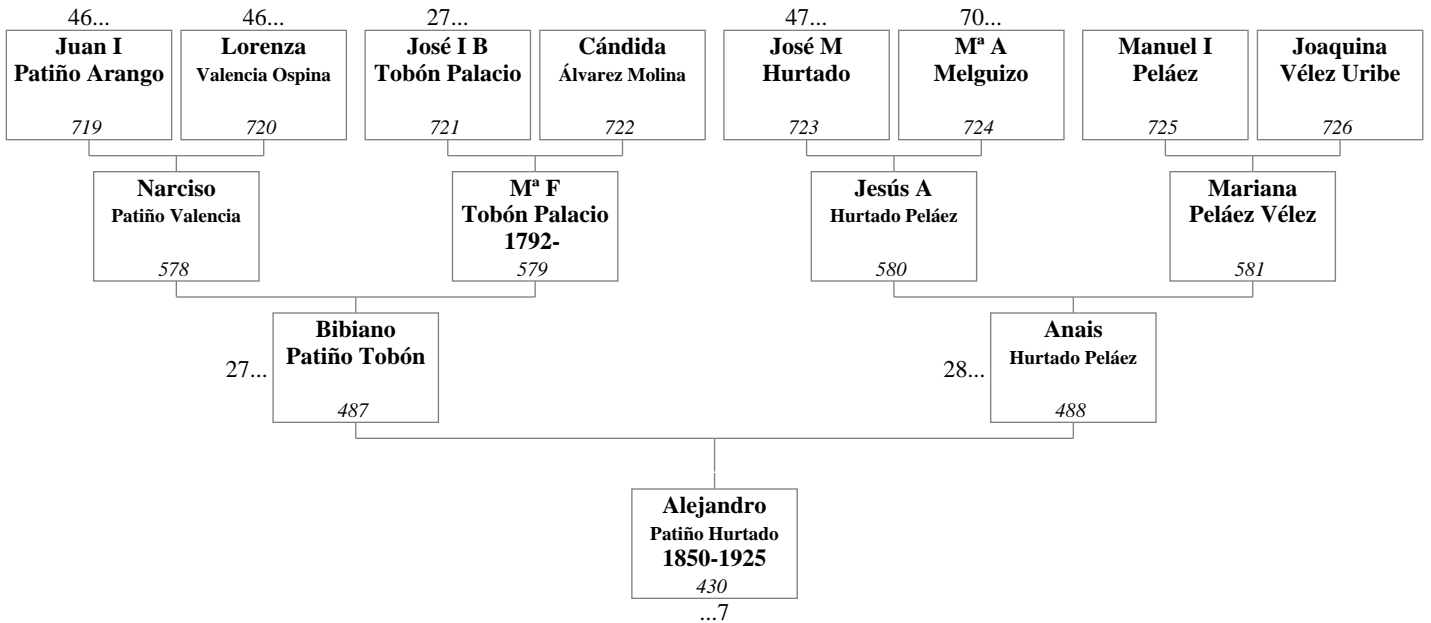 46...
46...
27...
47...
70...
Juan I
Patiño Arango
719
Lorenza
Valencia Ospina
720
José I B
Tobón Palacio
721
Cándida
Álvarez Molina
722
José M
Hurtado
723
Mª A
Melguizo
724
Manuel I
Peláez
725
Joaquina
Vélez Uribe
726
Narciso
Patiño Valencia
578
Mª F
Tobón Palacio
1792-
579
Jesús A
Hurtado Peláez
580
Mariana
Peláez Vélez
581
27...
Bibiano
Patiño Tobón
487
28...
Anais
Hurtado Peláez
488
Alejandro
Patiño Hurtado
1850-1925
430
...7